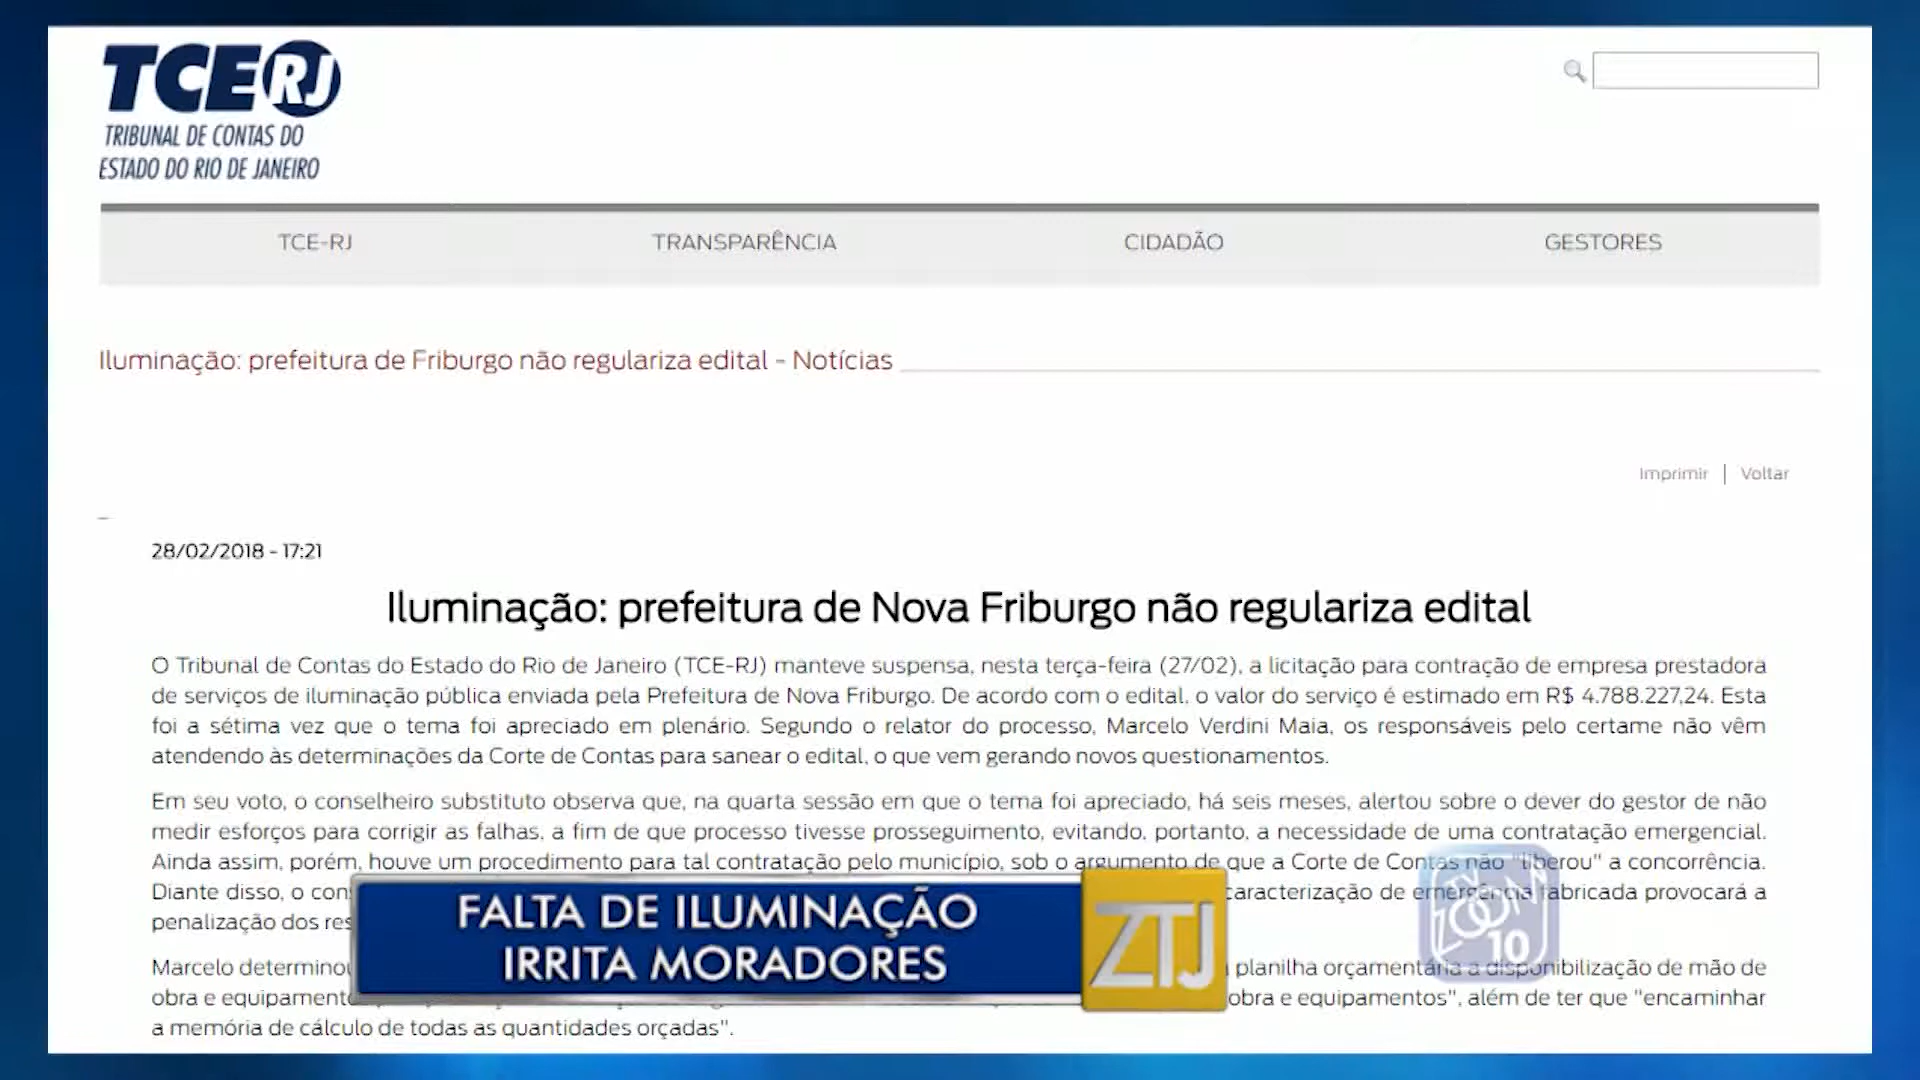 TCERJ
TRIBUNAL DE CONTAS DO
ESTADO DO RIO DE JANEIRO
TCE-RJ TRANSPARÊNCIA CIDADÃO GESTORES
Iluminação: prefeitura de Friburgo não regulariza edital - Notícias
Imprimir | Voltar
28/02/2018 - 17:21
Iluminação: prefeitura de Nova Friburgo não regulariza edital
O Tribunal de Contas do Estado do Rio de Janeiro (TCE-RJ) manteve suspensa, nesta terça-feira (27/02), a licitação para contração de empresa prestadora
de serviços de iluminação pública enviada pela Prefeitura de Nova Friburgo. De acordo com o edital, o valor do serviço é estimado em R$ 4.788.227,24. Esta
foi a sétima vez que o tema foi apreciado em plenário. Segundo o relator do processo, Marcelo Verdini Maia, os responsáveis pelo certame não vêm
atendendo às determinações da Corte de Contas para sanear o edital, o que vem gerando novos questionamentos.
Em seu voto, o conselheiro substituto observa que, na quarta sessão em que o tema foi apreciado, há seis meses, alertou sobre o dever do gestor de não
medir esforços para corrigir as falhas, a fim de que processo tivesse prosseguimento, evitando, portanto, a necessidade de uma contratação emergencial.
Ainda assim, porém, houve um procedimento para tal contratação pelo município, sob o argumento de que a Corte de Contas não "liberou" a concorrência.
Diante disso, o caracterização de emergência fabricada provocará a
penalização dos
Marcelo planilha orçamentária a disponibilização de mão de
obra e obra e equipamentos", além de ter que "encaminhar
a memória de cálculo de todas as quantidades orçadas".
FALTA DE ILUMINAÇÃO
IRRITA MORADORES
ZTJ
TV
ZOOM
10